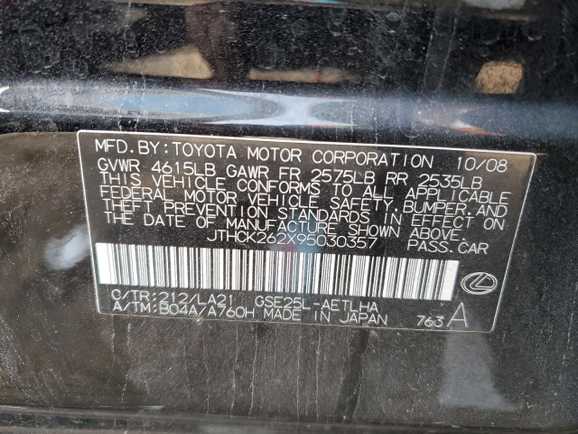 MFD. BY: TOYOTA MOTOR CORPORATION 10/08
GVWR 4615LB GAWR FR 2575LB RR 2535LB
THIS VEHICLE CONFORMS TO ALL APPLICABLE
FEDERAL MOTOR VEHICLE SAFETY, BUMPER, AND
THEFT PREVENTION STANDARDS IN EFFECT ON
THE DATE OF MANUFACTURE SHOWN ABOVE.
JTHCK262X95030357 PASS. CAR
C/TR: 212/LA21 GSE25L-AETLHA
A/TM: B04A/A760H MADE IN JAPAN 763 A